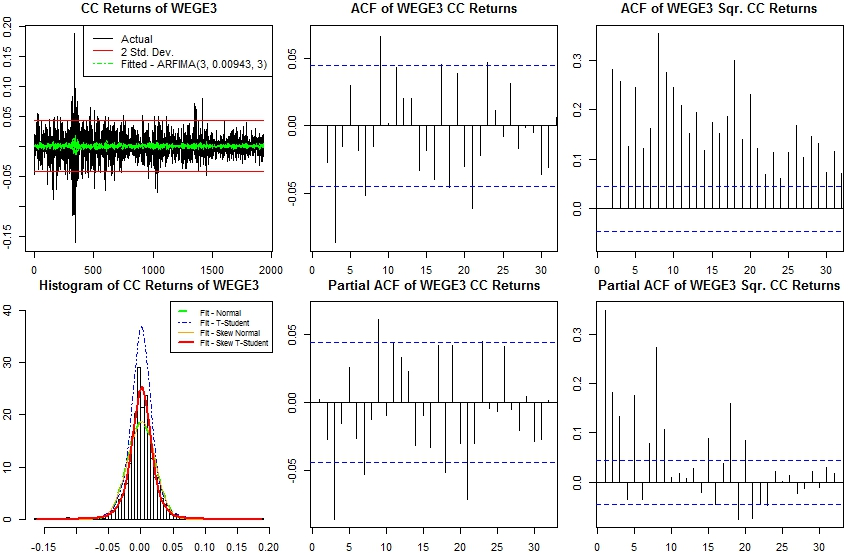 CC Returns of WEGE3
0.20
0.15
0.05
-0.05
-0.15
Actual
2 Std. Dev.
Fitted - ARFIMA(3, 0.00943, 3)
0 500 1000 1500 2000
ACF of WEGE3 CC Returns
0.05
0.00
-0.05
0 5 10 15 20 25 30
ACF of WEGE3 Sqr. CC Returns
0.3
0.2
0.1
0.0
0 5 10 15 20 25 30
Histogram of CC Returns of WEGE3
40
30
20
10
0
Fit - Normal
Fit - T-Student
Fit - Skew Normal
Fit - Skew T-Student
-0.15 -0.05 0.00 0.05 0.10 0.15 0.20
Partial ACF of WEGE3 CC Returns
0.05
0.00
-0.05
0 5 10 15 20 25 30
Partial ACF of WEGE3 Sqr. CC Returns
0.3
0.2
0.1
0.0
0 5 10 15 20 25 30